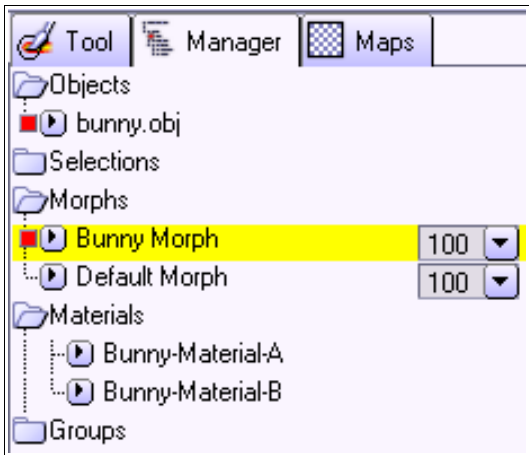 Tool Manager Maps
Objects
bunny.obj
Selections
Morphs
Bunny Morph 100
Default Morph 100
Materials
Bunny-Material-A
Bunny-Material-B
Groups